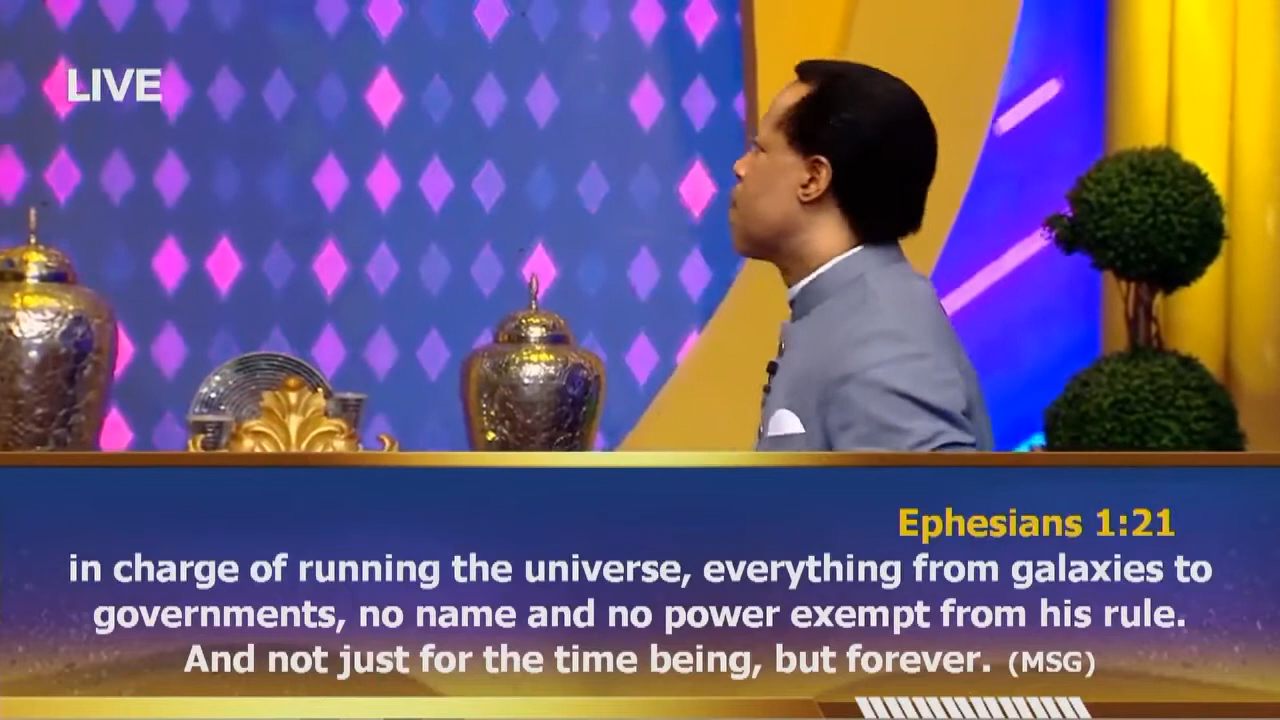 LIVE
Ephesians 1:21
in charge of running the universe, everything from galaxies to
governments, no name and no power exempt from his rule.
And not just for the time being, but forever. (MSG)